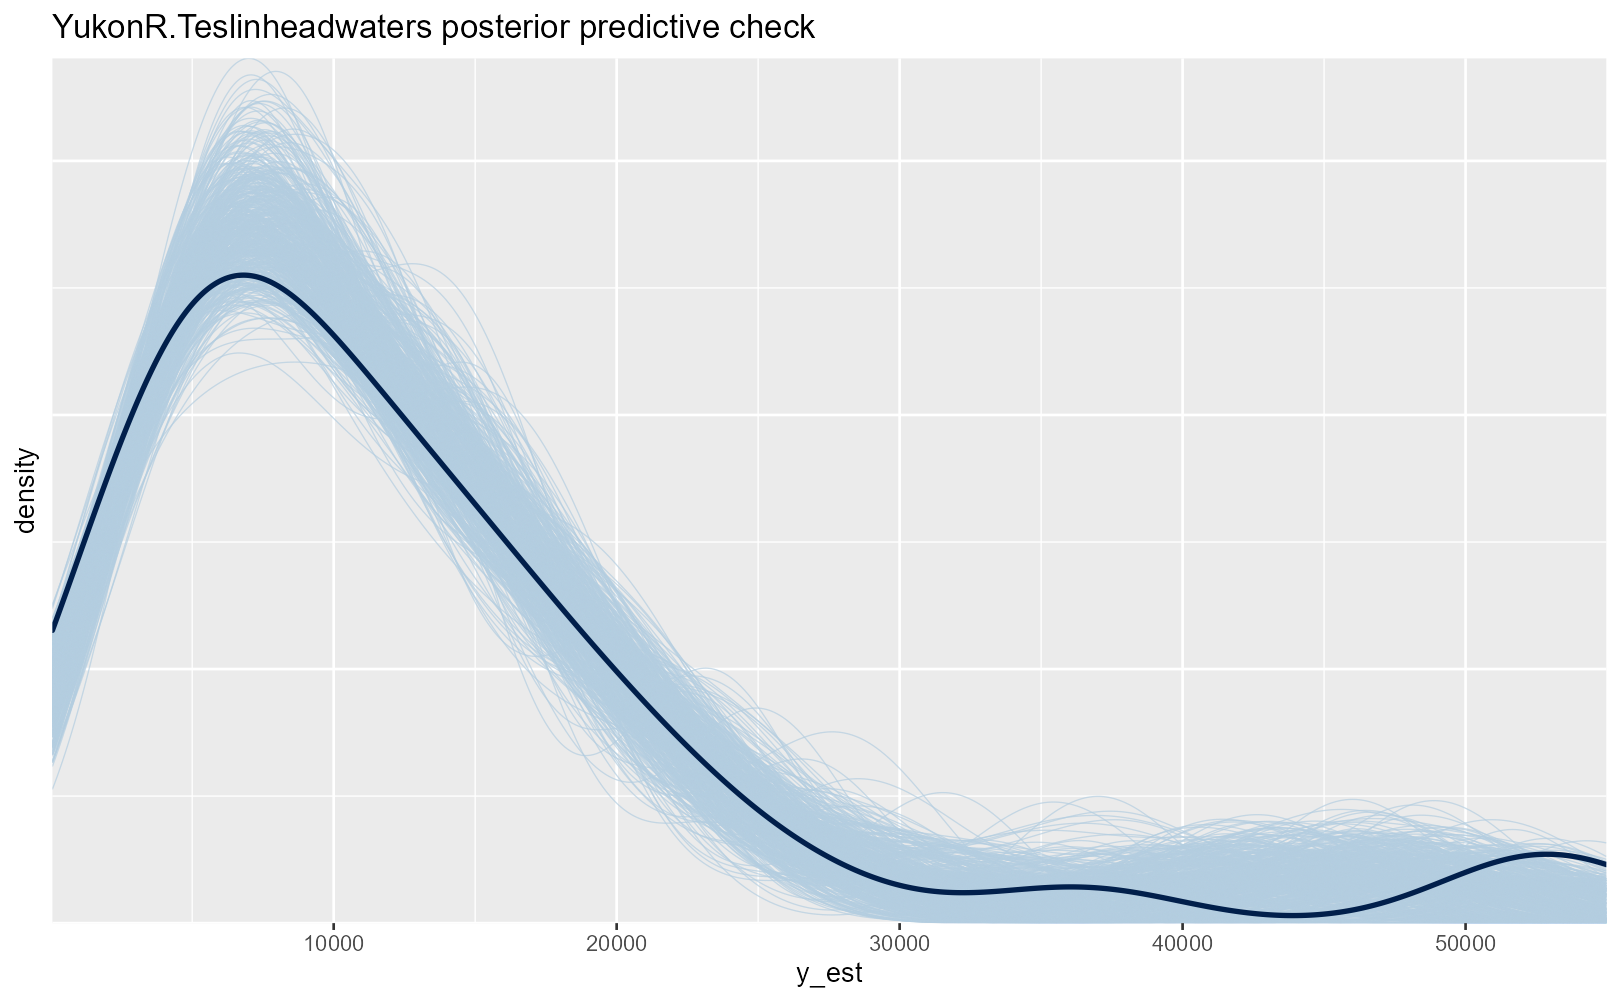 YukonR.Teslinheadwaters posterior predictive check
density
10000 20000 30000 40000 50000
y_est